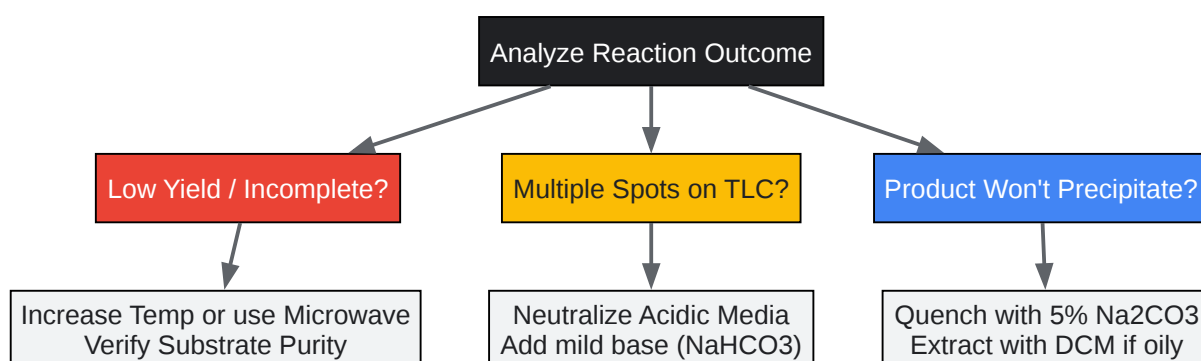 Analyze Reaction Outcome
Low Yield / Incomplete?
Multiple Spots on TLC?
Product Won't Precipitate?
Increase Temp or use Microwave
Verify Substrate Purity
Neutralize Acidic Media
Add mild base (NaHCO3)
Quench with 5% Na2CO3
Extract with DCM if oily